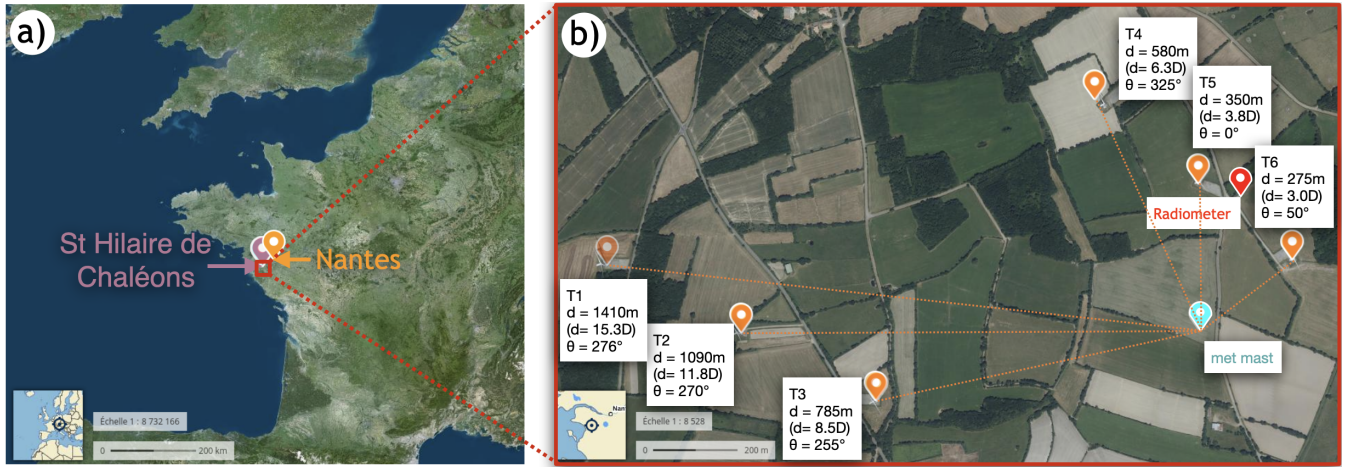 a)
St Hilaire de
Chaléons
Nantes
Échelle 1 : 8 732 166
0 200 km
b)
T4
d = 580m
(d= 6.3D)
θ = 325°
T5
d = 350m
(d= 3.8D)
θ = 0°
T6
d = 275m
(d= 3.0D)
θ = 50°
Radiometer
T1
d = 1410m
(d= 15.3D)
θ = 276°
T2
d = 1090m
(d= 11.8D)
θ = 270°
T3
d = 785m
(d= 8.5D)
θ = 255°
met mast
Nan
Échelle 1 : 8 528
0 200 m